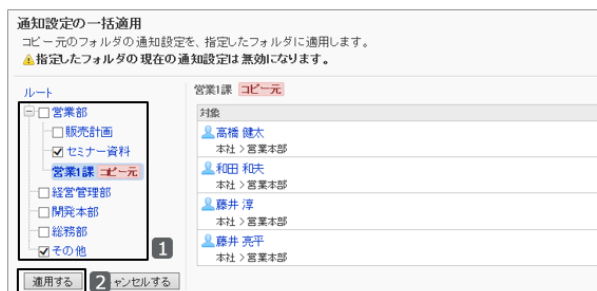 通知設定の一括適用
コピー元のフォルダの通知設定を、指定したフォルダに適用します。
指定したフォルダの現在の通知設定は無効になります。
ルート
営業部
販売計画
セミナー資料
営業1課 コピー元
経営管理部
開発本部
総務部
その他
1
適用する
2
ャンセルする
営業1課 コピー元
対象
高橋 健太
本社 > 営業本部
和田 和夫
本社 > 営業本部
藤井 淳
本社 > 営業本部
藤井 亮平
本社 > 営業本部